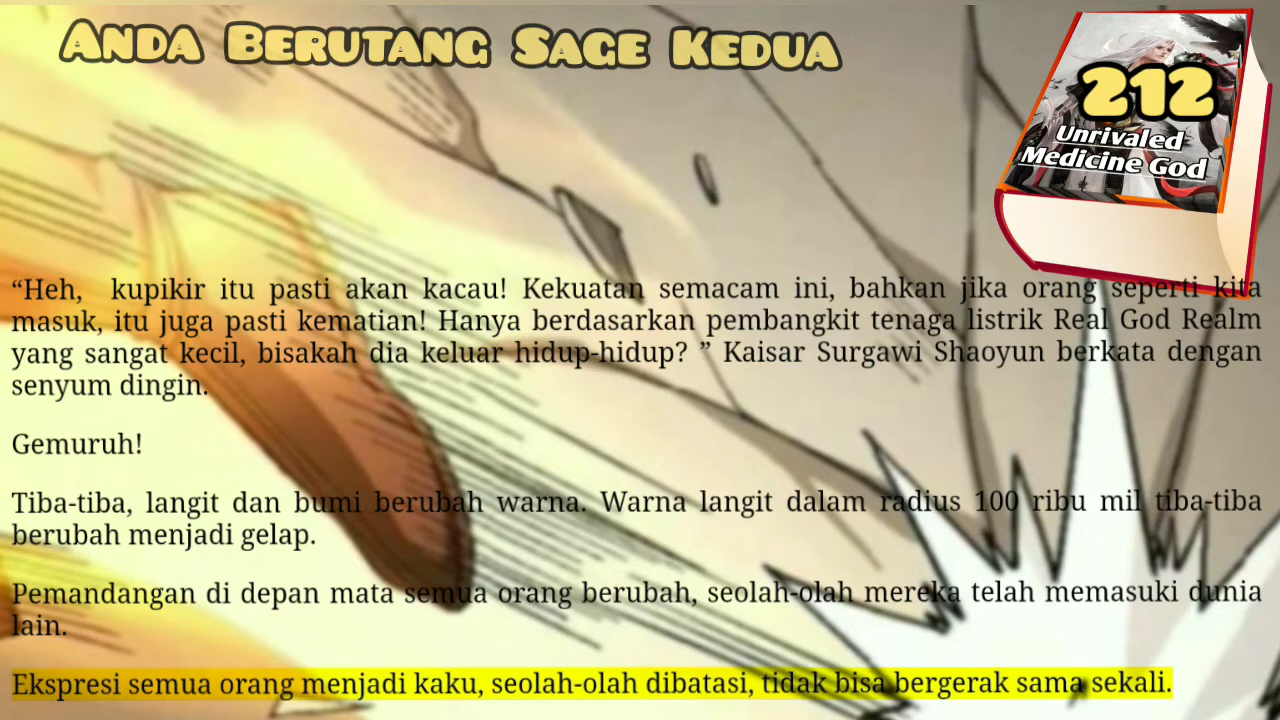 Anda Berutang Sage Kedua
212
Unrivaled
Medicine God
“Heh, kupikir itu pasti akan kacau! Kekuatan semacam ini, bahkan jika orang seperti kita
masuk, itu juga pasti kematian! Hanya berdasarkan pembangkit tenaga listrik Real God Realm
yang sangat kecil, bisakah dia keluar hidup-hidup? ” Kaisar Surgawi Shaoyun berkata dengan
senyum dingin.
Gemuruh!
Tiba-tiba, langit dan bumi berubah warna. Warna langit dalam radius 100 ribu mil tiba-tiba
berubah menjadi gelap.
Pemandangan di depan mata semua orang berubah, seolah-olah mereka telah memasuki dunia
lain.
Ekspresi semua orang menjadi kaku, seolah-olah dibatasi, tidak bisa bergerak sama sekali.